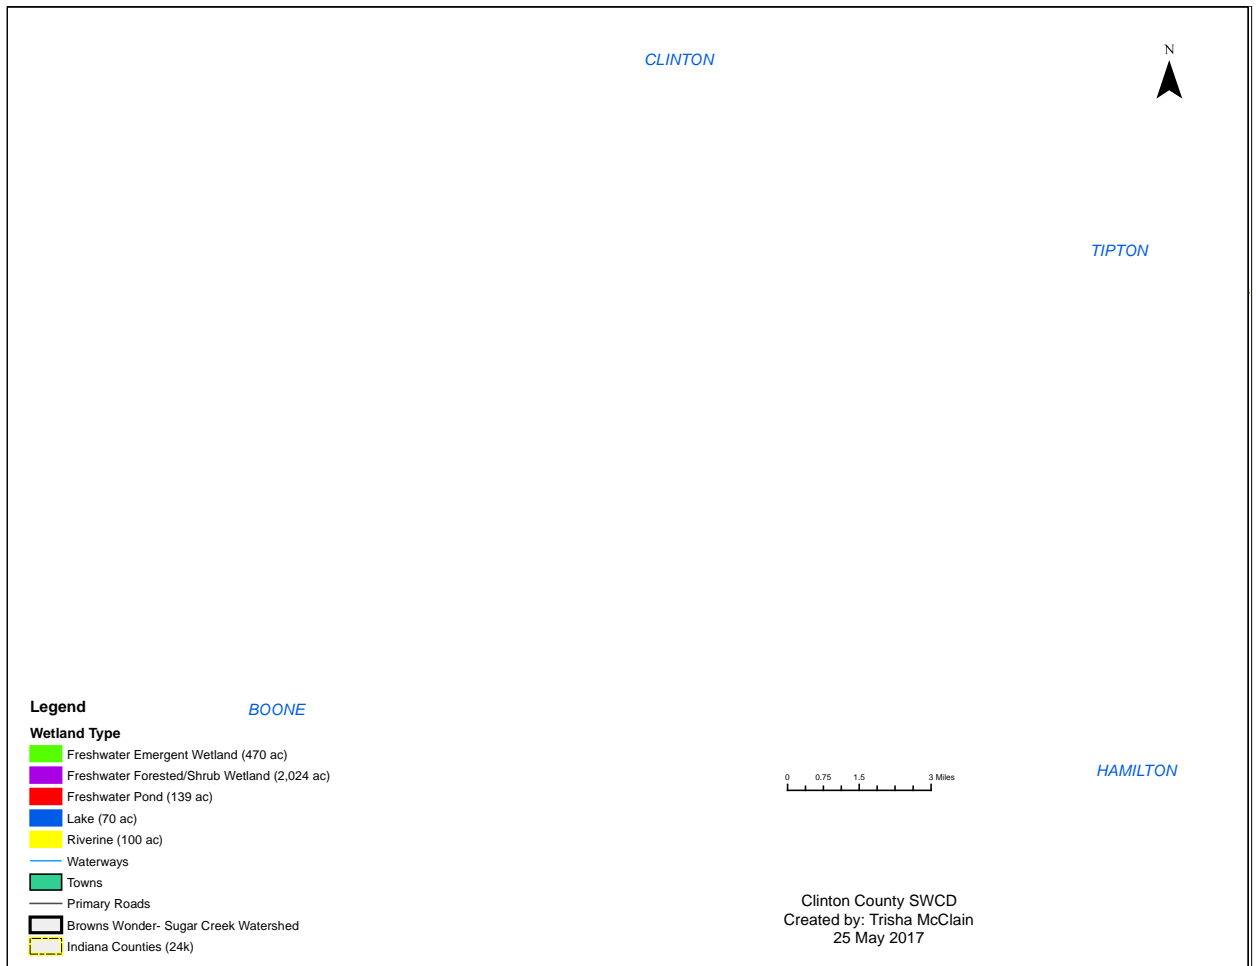 CLINTON
N
TIPTON
Legend
BOONE
Wetland Type
Freshwater Emergent Wetland (470 ac)
Freshwater Forested/Shrub Wetland (2,024 ac)
Freshwater Pond (139 ac)
Lake (70 ac)
Riverine (100 ac)
Waterways
Towns
Primary Roads
Browns Wonder- Sugar Creek Watershed
Indiana Counties (24k)
0 0.75 1.5 3 Miles
HAMILTON
Clinton County SWCD
Created by: Trisha McClain
25 May 2017